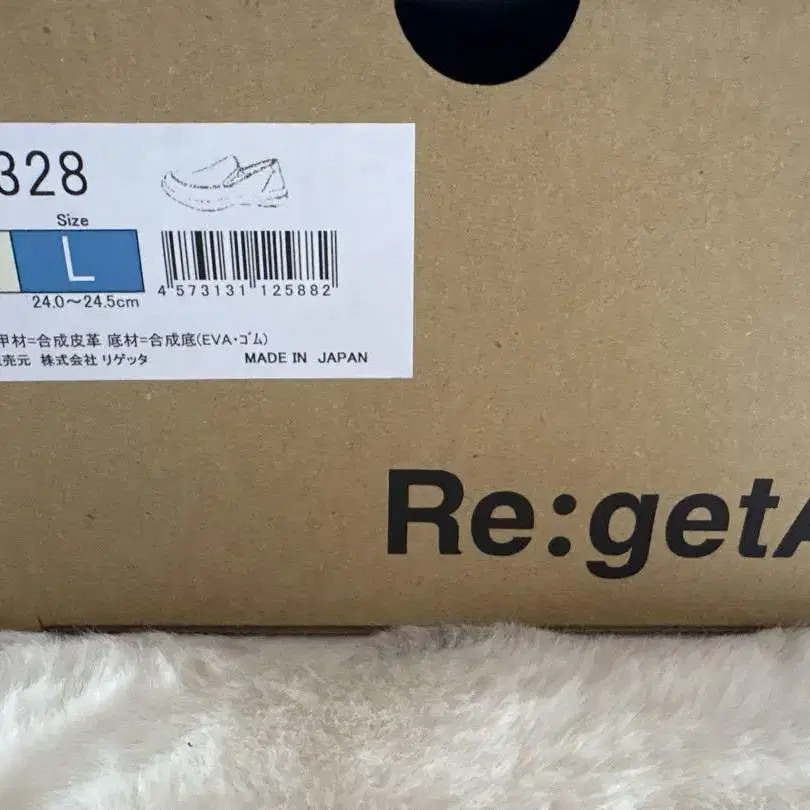 328
Size
L
24.0～24.5cm
4 573131 125882
甲材=合成皮革 底材=合成底(EVA・ゴム)
売元 株式会社 リゲッタ
MADE IN JAPAN
Re:getA